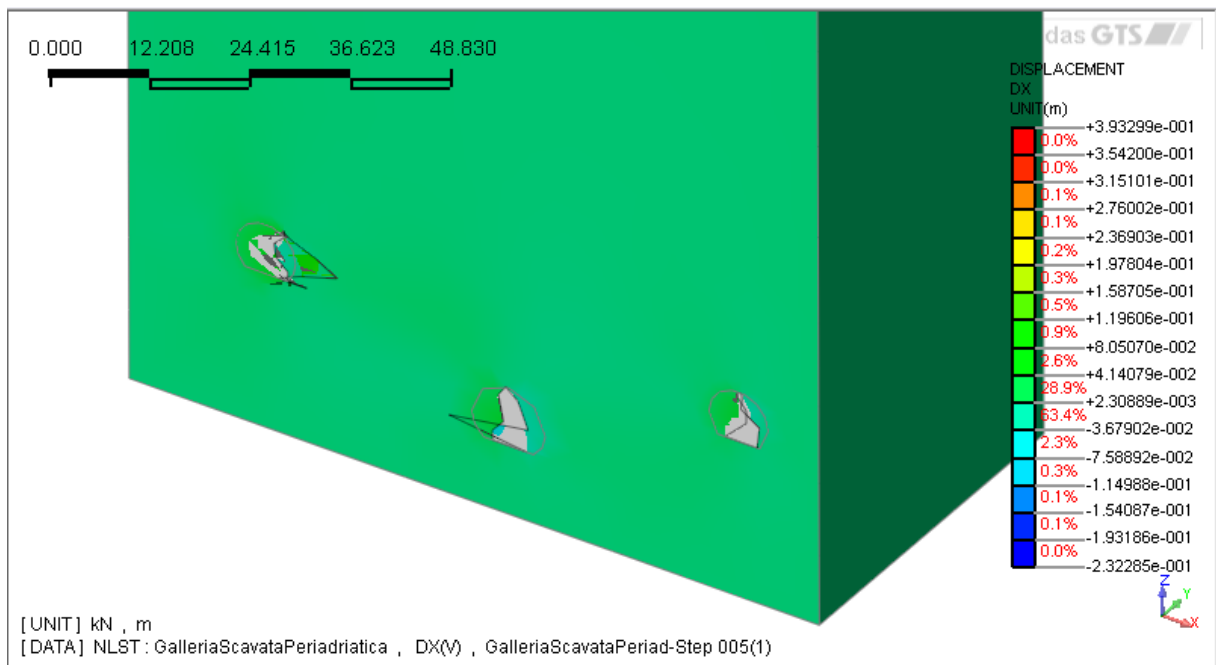 0.000 12.208 24.415 36.623 48.830
das GTS
DISPLACEMENT
DX
UNIT(m)
+3.93299e-001
0.0%
+3.54200e-001
0.0%
+3.15101e-001
0.1%
+2.76002e-001
0.1%
+2.36903e-001
0.2%
+1.97804e-001
0.3%
+1.58705e-001
0.5%
+1.19606e-001
0.9%
+8.05070e-002
2.6%
+4.14079e-002
28.9%
+2.30889e-003
63.4%
-3.67902e-002
2.3%
-7.58892e-002
0.3%
-1.14988e-001
0.1%
-1.54087e-001
0.1%
-1.93186e-001
0.0%
-2.32285e-001
Z
Y
X
[UNIT] kN , m
[DATA] NLST : GalleriaScavataPeriadriatica , DX(V) , GalleriaScavataPeriad-Step 005(1)